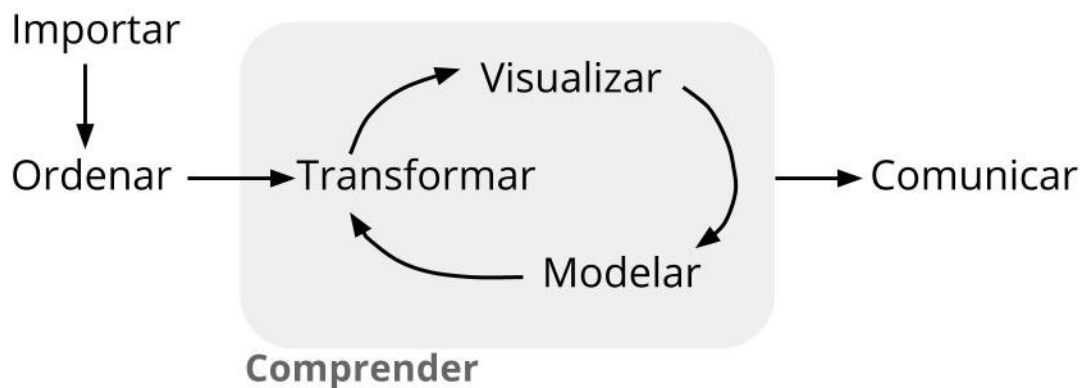 Importar
Visualizar
Ordenar
Transformar
Comunicar
Modelar
Comprender